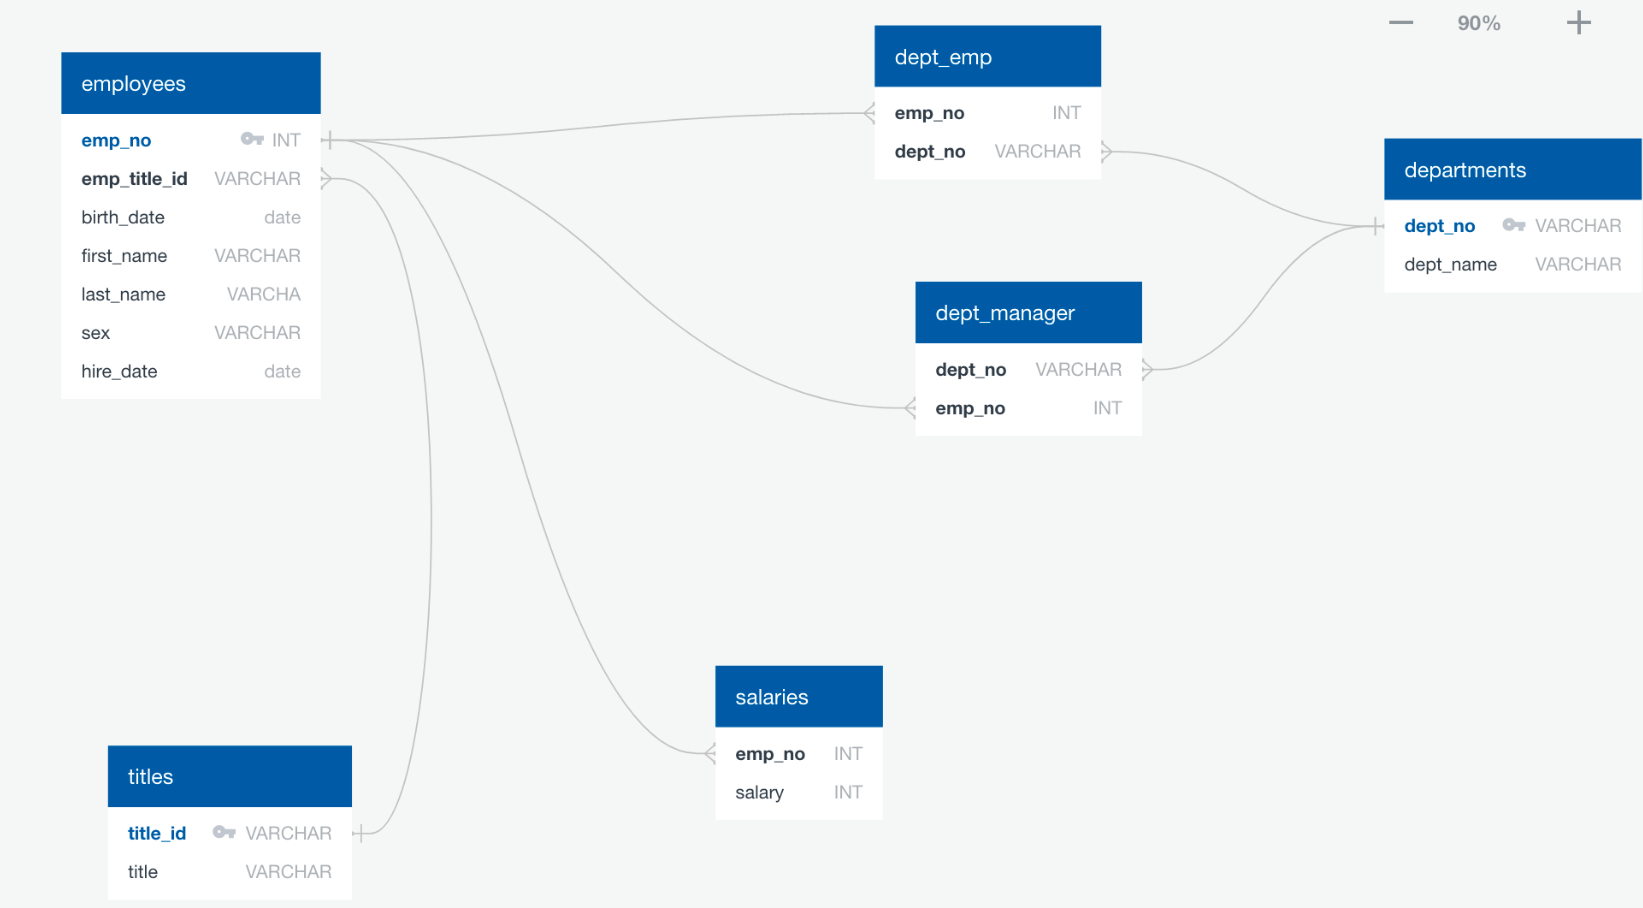 90%
employees
emp_no INT
emp_title_id VARCHAR
birth_date date
first_name VARCHAR
last_name VARCHA
sex VARCHAR
hire_date date
dept_emp
emp_no INT
dept_no VARCHAR
departments
dept_no VARCHAR
dept_name VARCHAR
dept_manager
dept_no VARCHAR
emp_no INT
salaries
emp_no INT
salary INT
titles
title_id VARCHAR
title VARCHAR